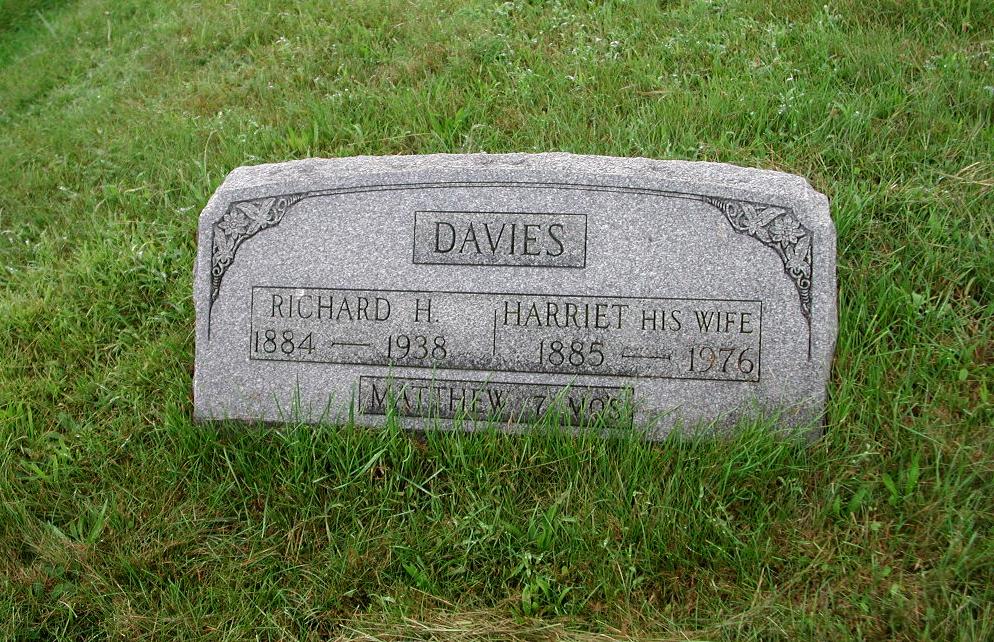 DAVIES
RICHARD H.
1884 — 1938
HARRIET HIS WIFE
1885 — 1976
MATTHEW 7 MOS.